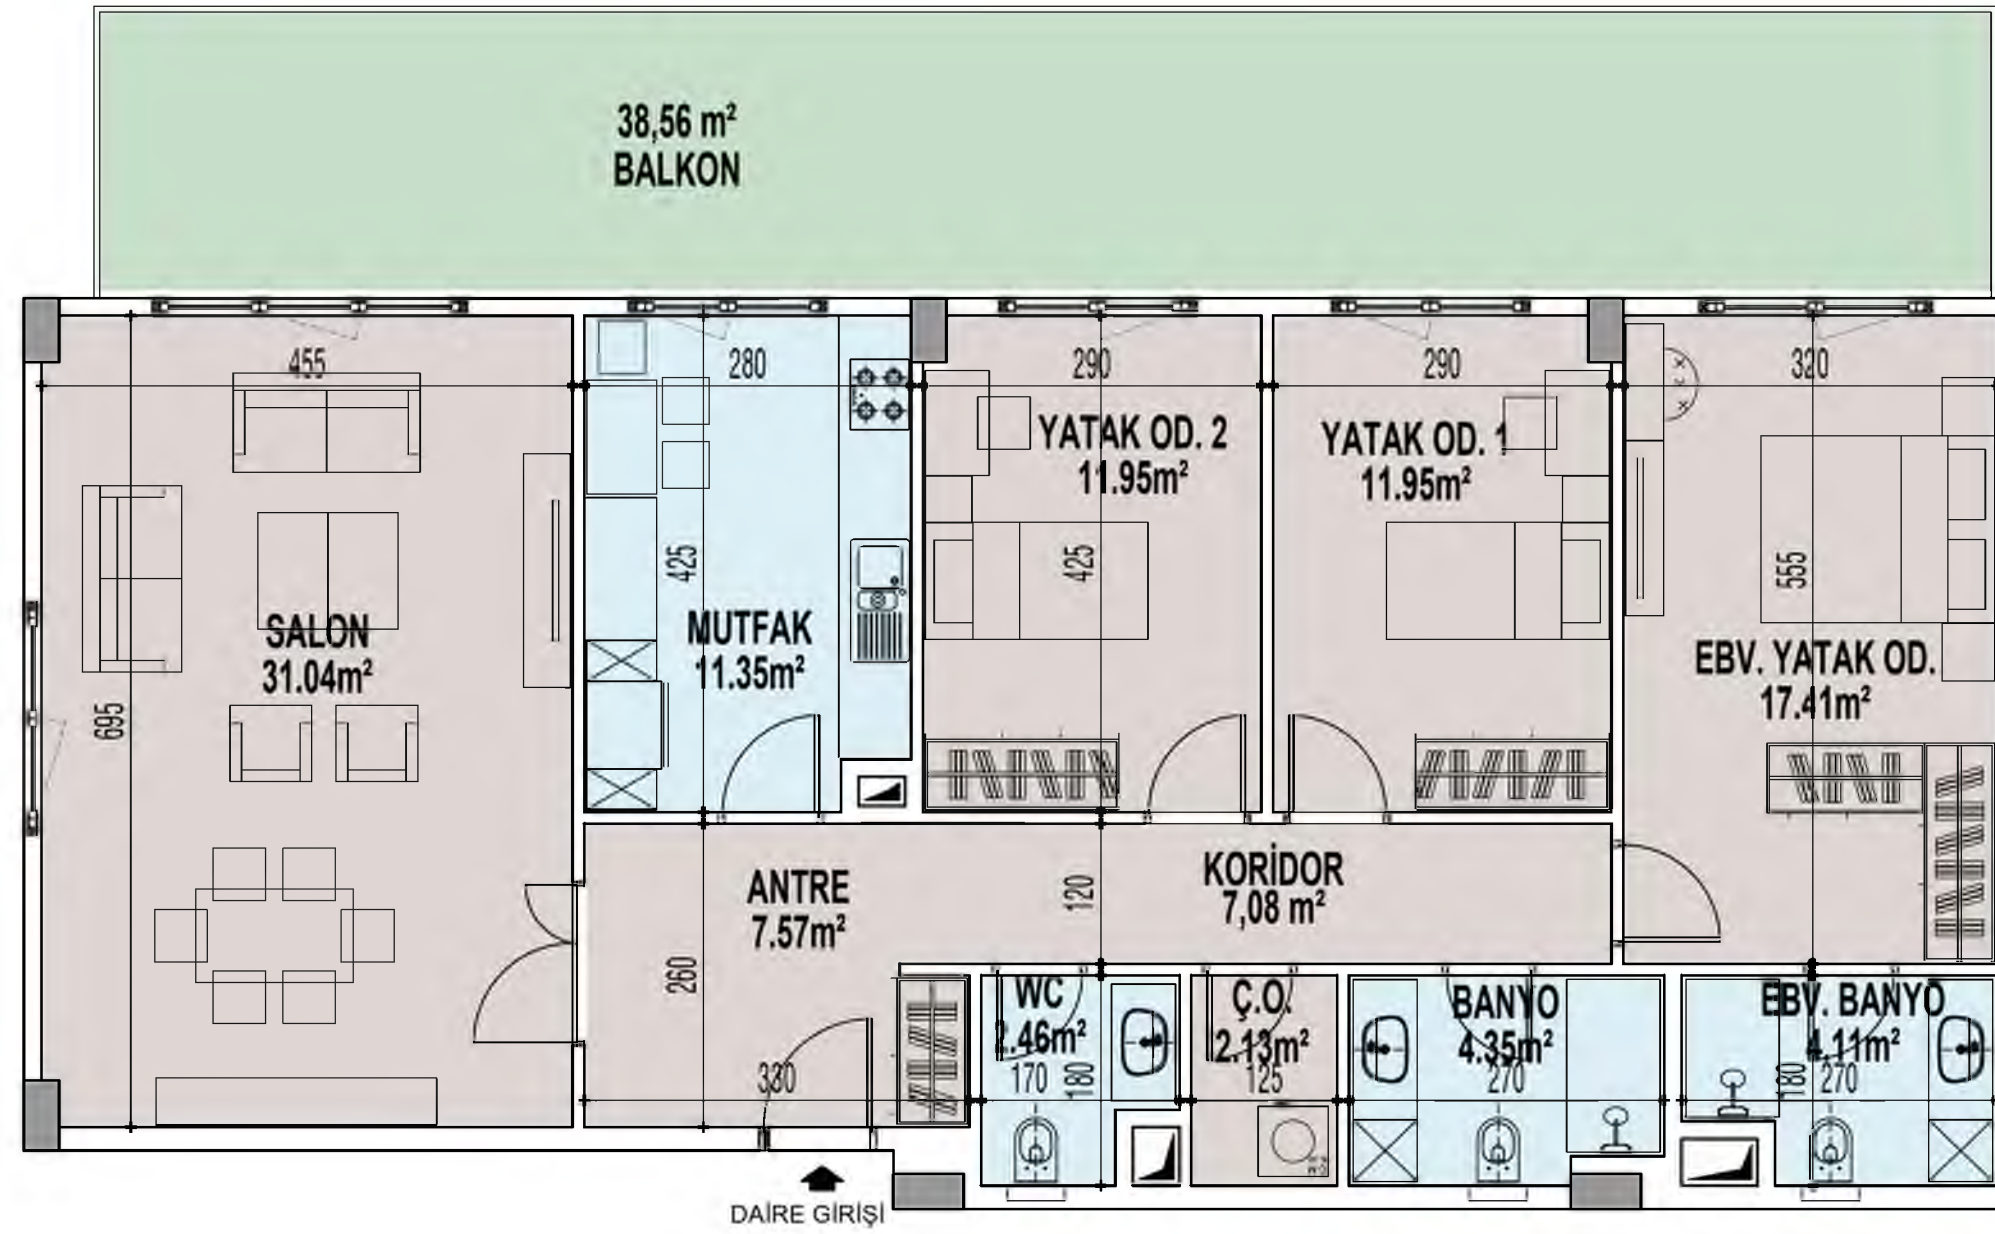 38,56 m²
BALKON
455
280
290
290
320
YATAK OD. 2
11.95m²
YATAK OD. 1
11.95m²
425
425
555
SALON
31.04m²
MUTFAK
11.35m²
EBV. YATAK OD.
17.41m²
695
ANTRE
7.57m²
KORİDOR
7,08 m²
120
260
WC
2.46m²
Ç.O.
2.13m²
BANYO
4.35m²
EBV. BANYO
4.11m²
330
170
180
125
270
180
270
DAİRE GİRİŞİ